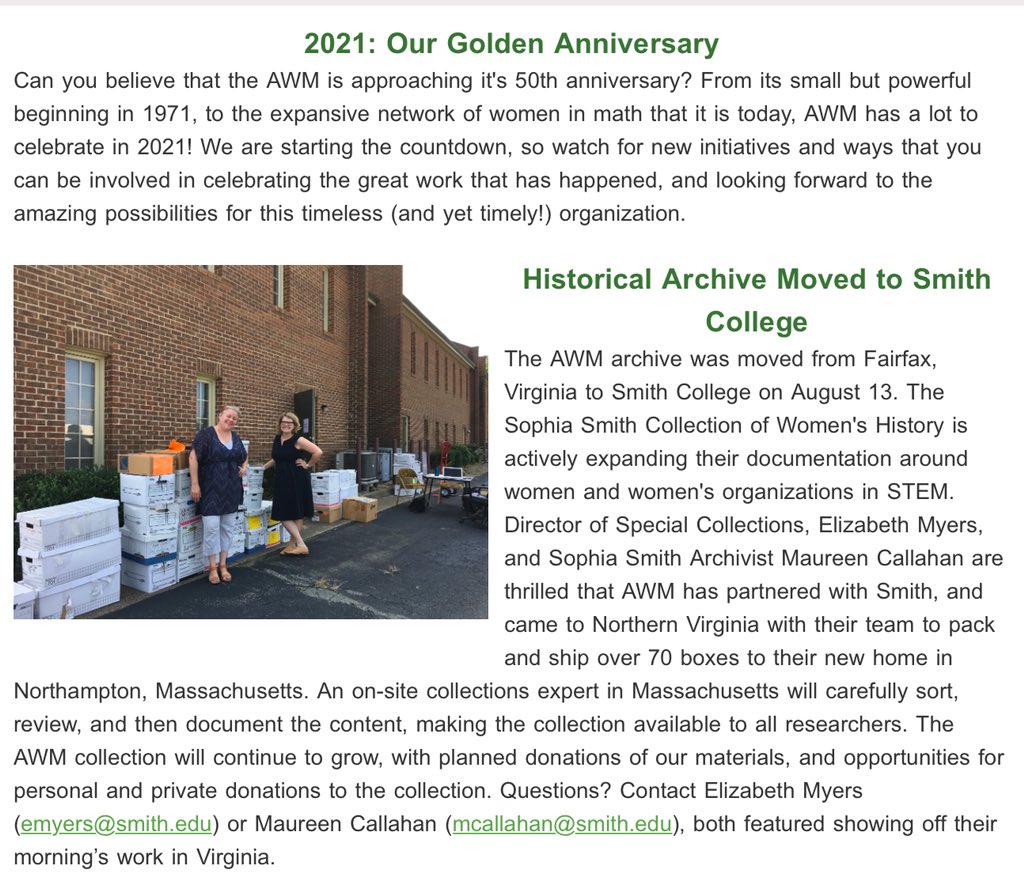 2021: Our Golden Anniversary
Can you believe that the AWM is approaching it's 50th anniversary? From its small but powerful
beginning in 1971, to the expansive network of women in math that it is today, AWM has a lot to
celebrate in 2021! We are starting the countdown, so watch for new initiatives and ways that you
can be involved in celebrating the great work that has happened, and looking forward to the
amazing possibilities for this timeless (and yet timely!) organization.
Historical Archive Moved to Smith
College
The AWM archive was moved from Fairfax,
Virginia to Smith College on August 13. The
Sophia Smith Collection of Women's History is
actively expanding their documentation around
women and women's organizations in STEM.
Director of Special Collections, Elizabeth Myers,
and Sophia Smith Archivist Maureen Callahan are
thrilled that AWM has partnered with Smith, and
came to Northern Virginia with their team to pack
and ship over 70 boxes to their new home in
Northampton, Massachusetts. An on-site collections expert in Massachusetts will carefully sort,
review, and then document the content, making the collection available to all researchers. The
AWM collection will continue to grow, with planned donations of our materials, and opportunities for
personal and private donations to the collection. Questions? Contact Elizabeth Myers
(emyers@smith.edu) or Maureen Callahan (mcallahan@smith.edu), both featured showing off their
morning’s work in Virginia.